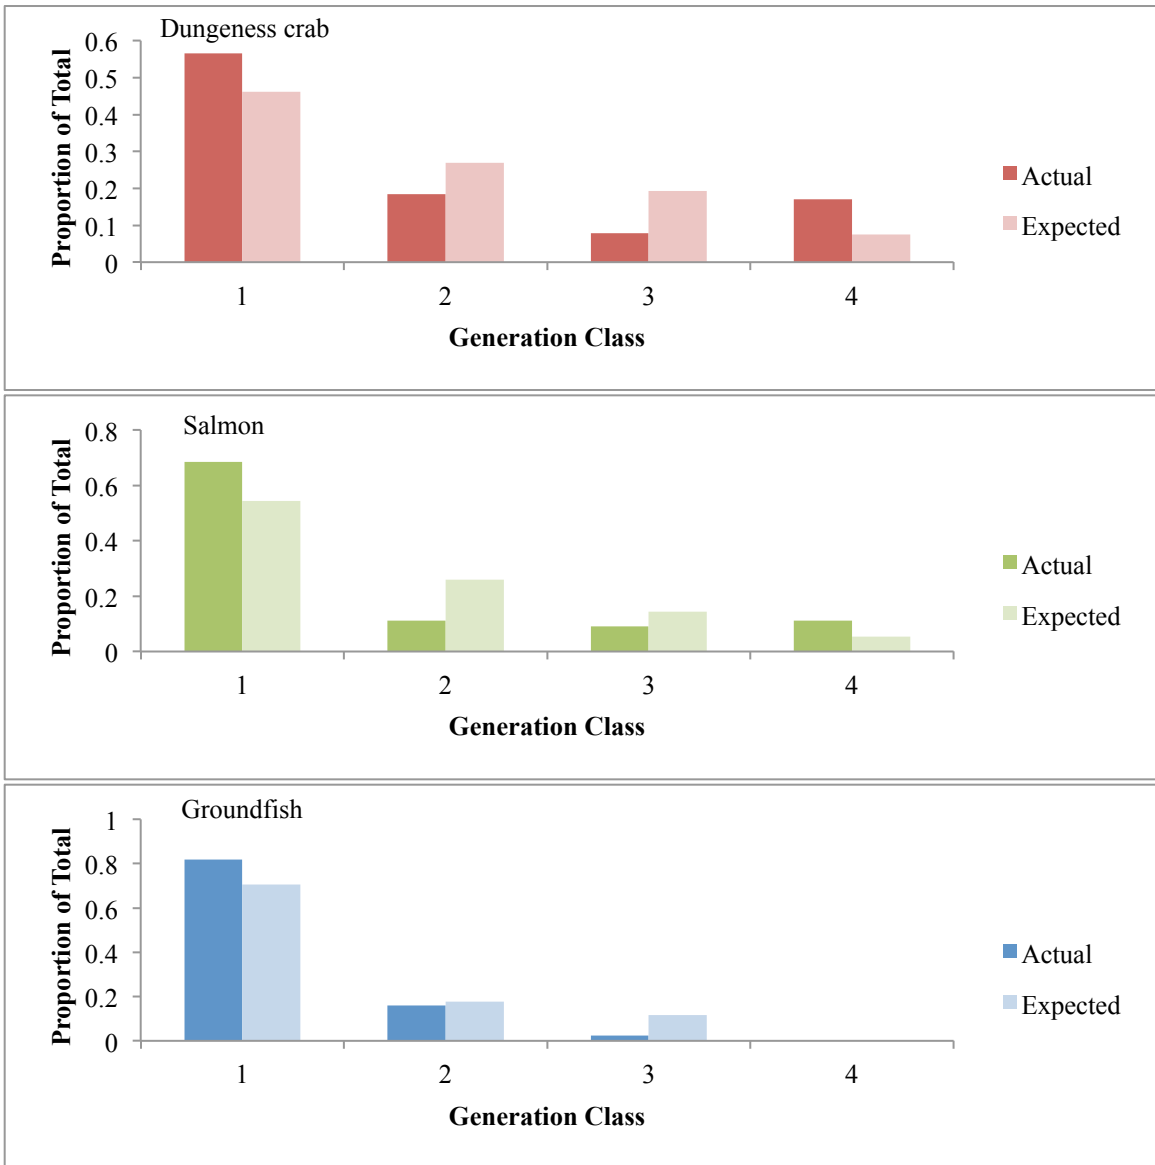 Dungeness crab
Proportion of Total
0.6
0.5
0.4
0.3
0.2
0.1
0
1 2 3 4
Generation Class
Actual
Expected
Salmon
Proportion of Total
0.8
0.6
0.4
0.2
0
1 2 3 4
Generation Class
Actual
Expected
Groundfish
Proportion of Total
1
0.8
0.6
0.4
0.2
0
1 2 3 4
Generation Class
Actual
Expected